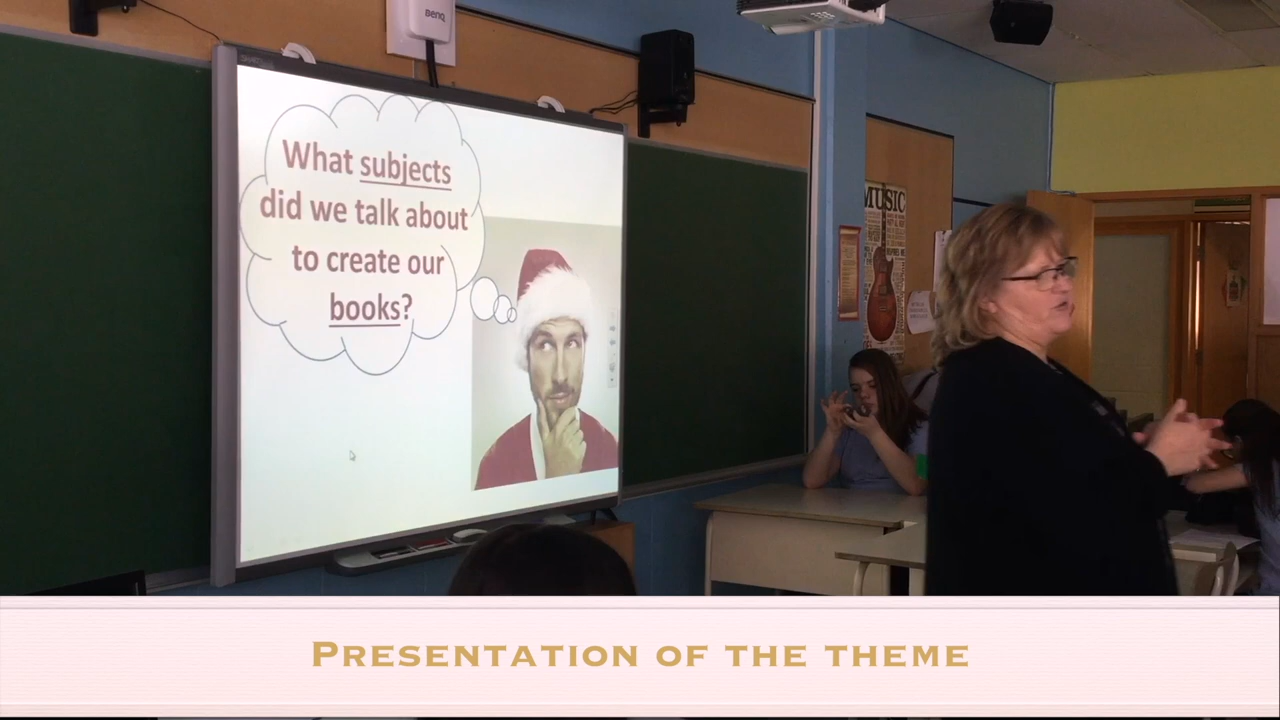 BENQ
What subjects
did we talk about
to create our
books?
MUSIC
PRESENTATION OF THE THEME